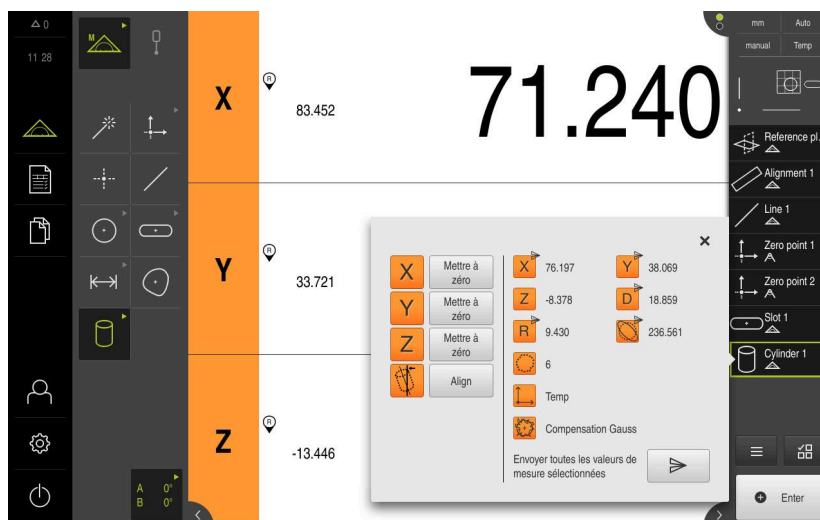 0
11 28
M
X
R
83.452
71.240
mm
Auto
manual
Temp
Reference pl.
Alignment 1
Line 1
Zero point 1
Zero point 2
Slot 1
Cylinder 1
Y
R
33.721
Z
R
-13.446
X
Mettre à
zéro
Y
Mettre à
zéro
Z
Mettre à
zéro
Align
X 76.197
Y 38.069
Z -8.378
D 18.859
R 9.430
236.561
6
Temp
Compensation Gauss
Envoyer toutes les valeurs de
mesure sélectionnées
A 0°
B 0°
Enter